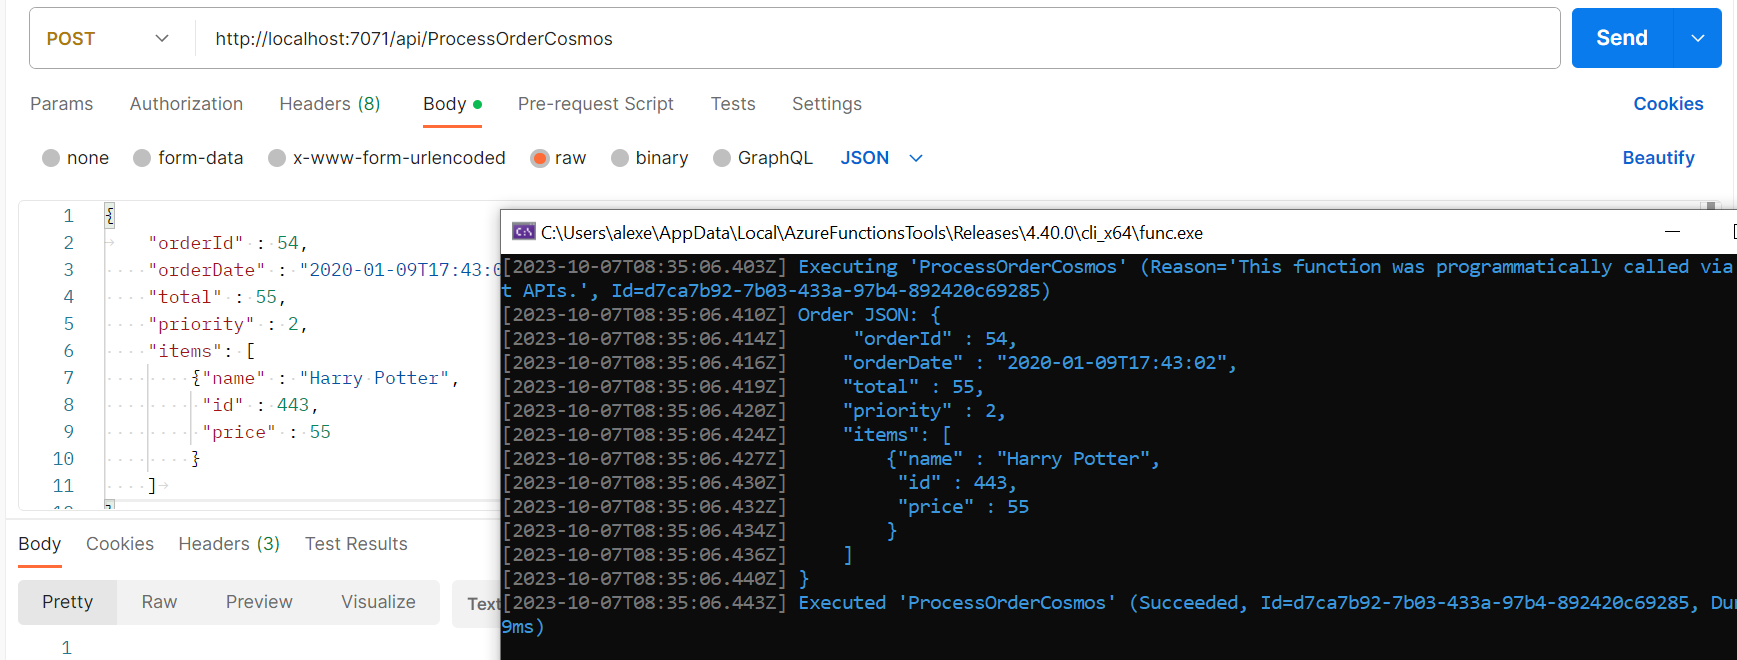 POST http://localhost:7071/api/ProcessOrderCosmos Send
Params Authorization Headers (8) Body Pre-request Script Tests Settings Cookies
none form-data x-www-form-urlencoded raw binary GraphQL JSON Beautify
1 {
2 "orderId" : 54,
3 "orderDate" : "2020-01-09T17:43:0
4 "total" : 55,
5 "priority" : 2,
6 "items": [
7 {"name" : "Harry Potter",
8 "id" : 443,
9 "price" : 55
10 }
11 ]
Body Cookies Headers (3) Test Results
Pretty Raw Preview Visualize Text
1
C:\Users\alexe\AppData\Local\AzureFunctionsTools\Releases\4.40.0\cli_x64\func.exe
[2023-10-07T08:35:06.403Z] Executing 'ProcessOrderCosmos' (Reason='This function was programmatically called via
t APIs.', Id=d7ca7b92-7b03-433a-97b4-892420c69285)
[2023-10-07T08:35:06.410Z] Order JSON: {
[2023-10-07T08:35:06.414Z] "orderId" : 54,
[2023-10-07T08:35:06.416Z] "orderDate" : "2020-01-09T17:43:02",
[2023-10-07T08:35:06.419Z] "total" : 55,
[2023-10-07T08:35:06.420Z] "priority" : 2,
[2023-10-07T08:35:06.424Z] "items": [
[2023-10-07T08:35:06.427Z] {"name" : "Harry Potter",
[2023-10-07T08:35:06.430Z] "id" : 443,
[2023-10-07T08:35:06.432Z] "price" : 55
[2023-10-07T08:35:06.434Z] }
[2023-10-07T08:35:06.436Z] ]
[2023-10-07T08:35:06.440Z] }
[2023-10-07T08:35:06.443Z] Executed 'ProcessOrderCosmos' (Succeeded, Id=d7ca7b92-7b03-433a-97b4-892420c69285, Du
9ms)